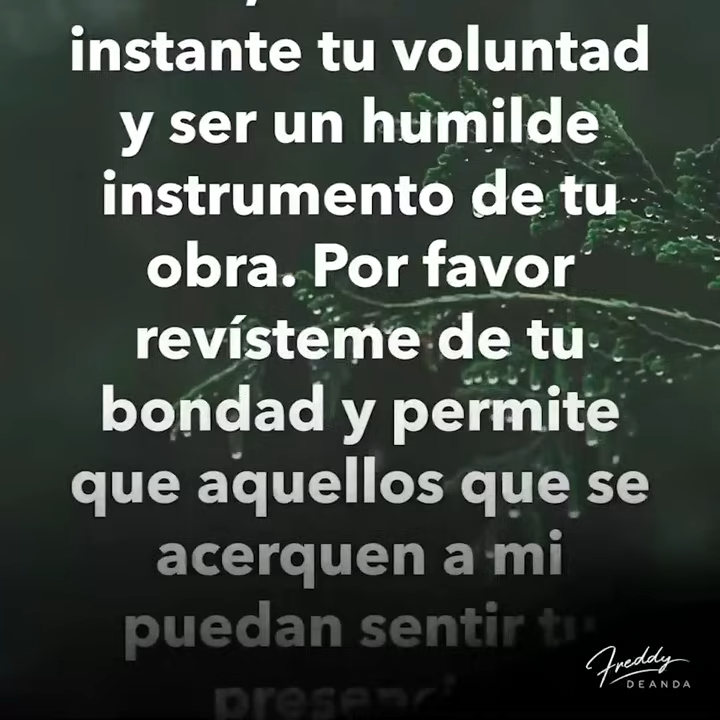 instante tu voluntad
y ser un humilde
instrumento de tu
obra. Por favor
revísteme de tu
bondad y permite
que aquellos que se
acerquen a mi
puedan sentir tu
Freddy
DEANDA